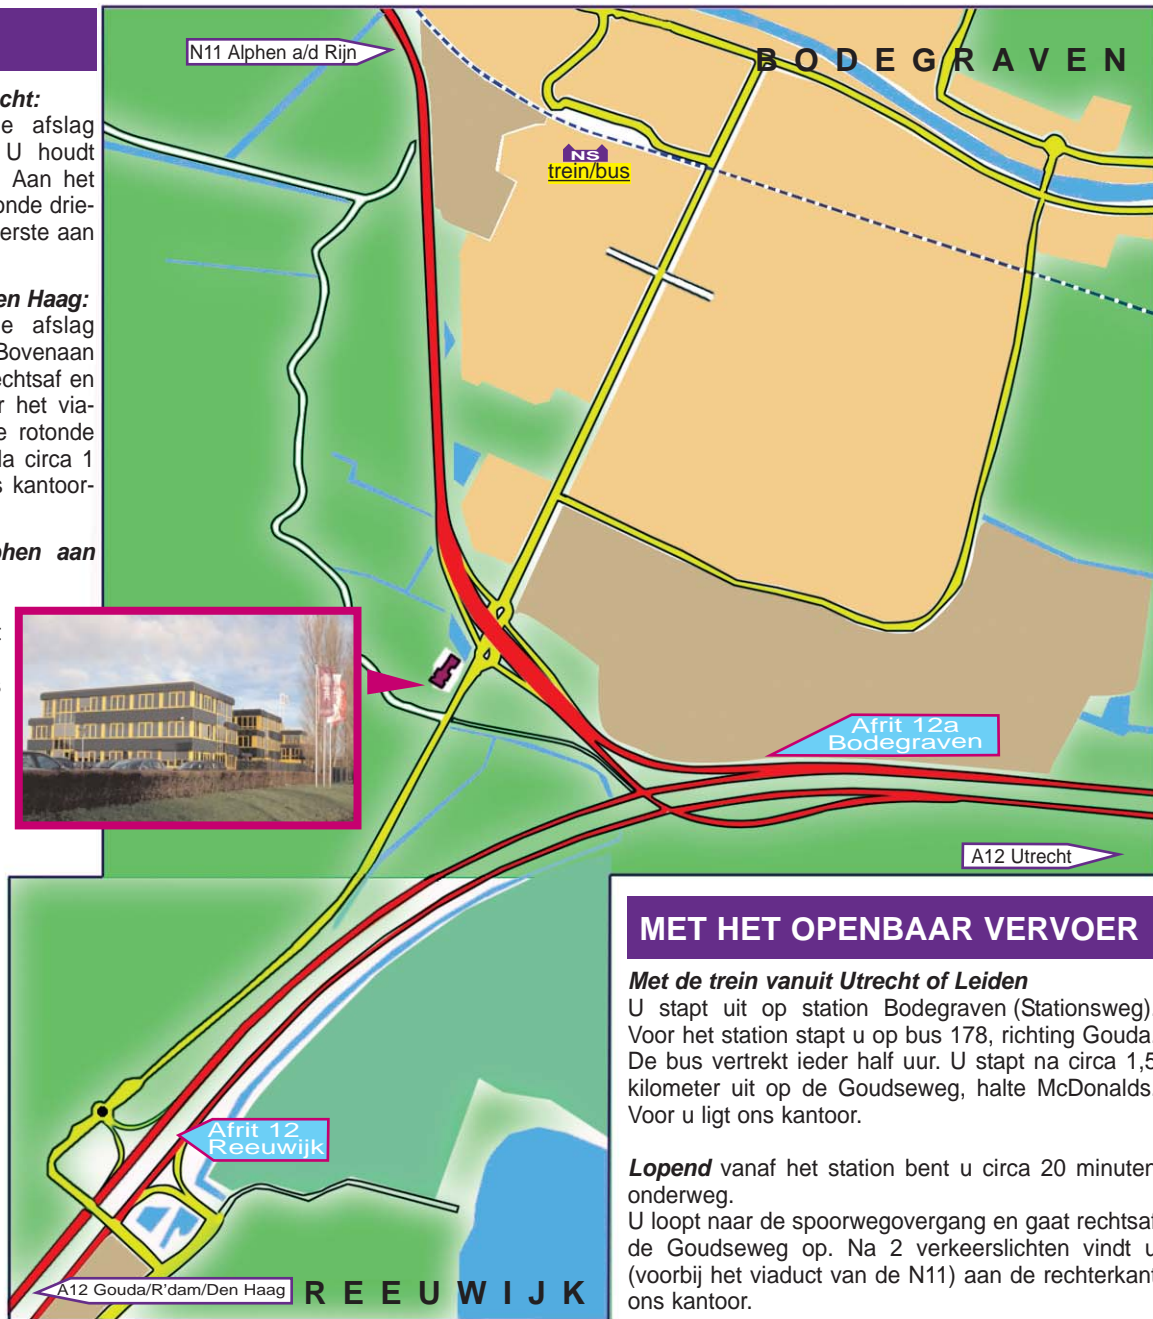 cht:
e afslag
U houdt
Aan het
onde drie-
erste aan
en Haag:
e afslag
Bovenaan
echtsaf en
r het via-
e rotonde
la circa 1
s kantoor-
phen aan
N11 Alphen a/d Rijn
BODEGRAVEN
NS
trein/bus
Afrit 12a
Bodegraven
A12 Utrecht
Afrit 12
Reeuwijk
A12 Gouda/R'dam/Den Haag
REEUWIJK
MET HET OPENBAAR VERVOER
Met de trein vanuit Utrecht of Leiden
U stapt uit op station Bodegraven (Stationsweg).
Voor het station stapt u op bus 178, richting Gouda.
De bus vertrekt ieder half uur. U stapt na circa 1,5
kilometer uit op de Goudseweg, halte McDonalds.
Voor u ligt ons kantoor.
Lopend vanaf het station bent u circa 20 minuten
onderweg.
U loopt naar de spoorwegovergang en gaat rechtsaf
de Goudseweg op. Na 2 verkeerslichten vindt u
(voorbij het viaduct van de N11) aan de rechterkant
ons kantoor.